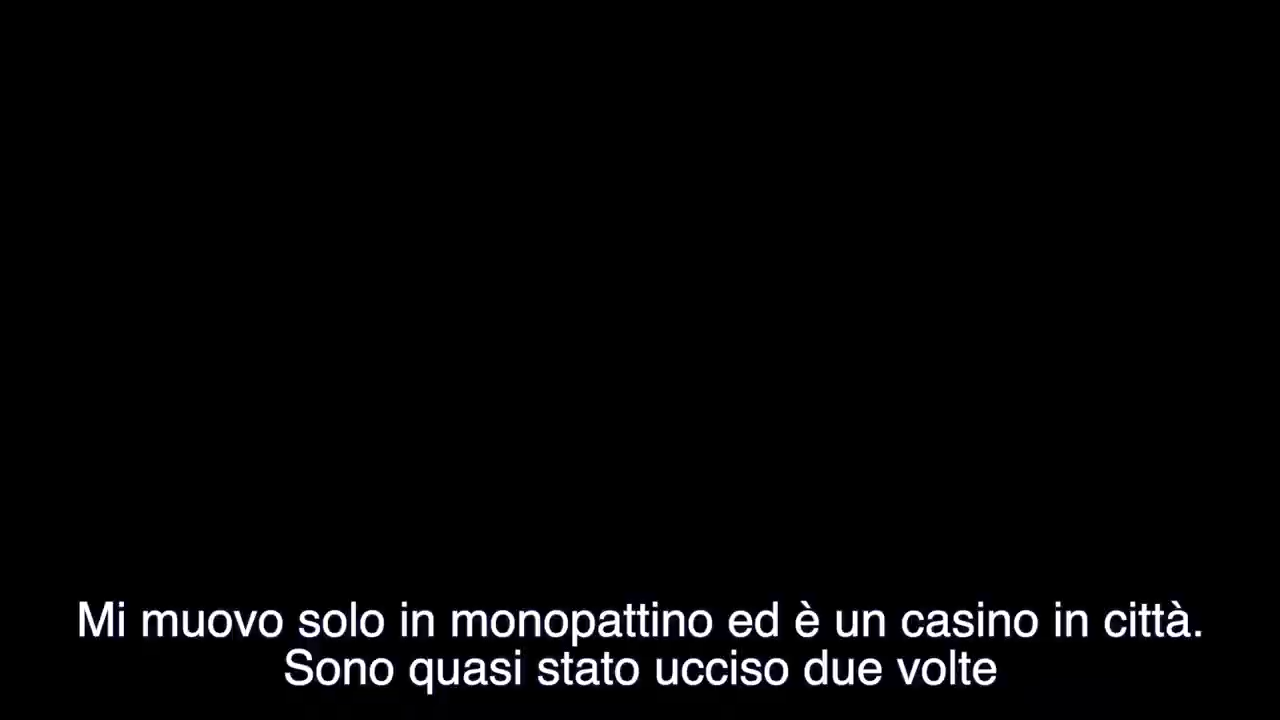 Mi muovo solo in monopattino ed è un casino in città.
Sono quasi stato ucciso due volte